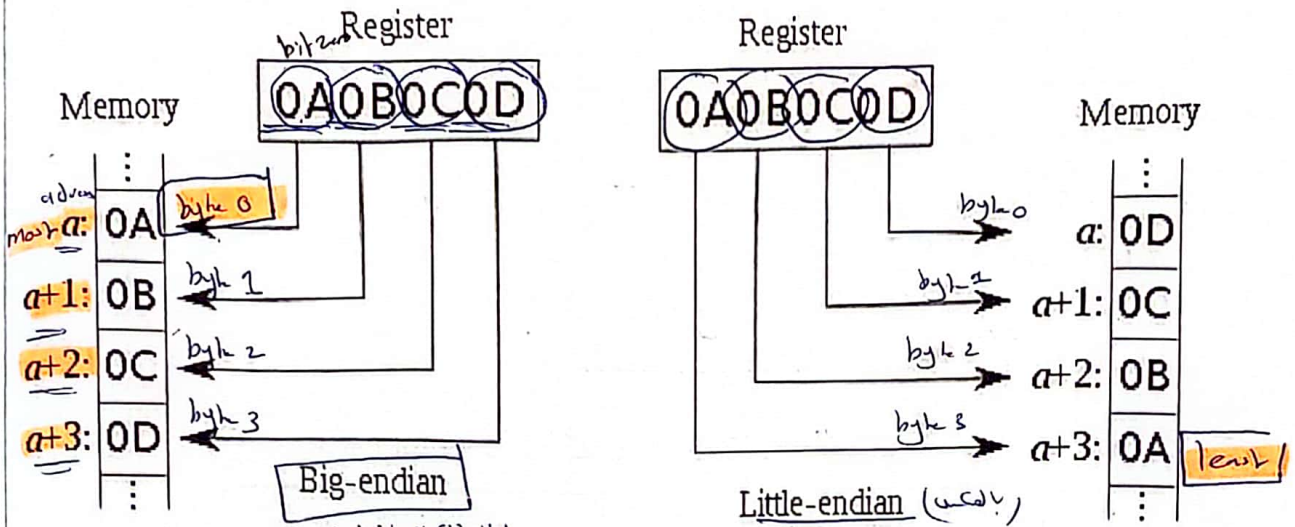 Register
0A0B0C0D
Memory
⋮
most a: 0A byte 0
a+1: 0B byte 1
a+2: 0C byte 2
a+3: 0D byte 3
⋮
Big-endian
Register
0A0B0C0D
Memory
⋮
byte 0 a: 0D
byte 1 a+1: 0C
byte 2 a+2: 0B
byte 3 a+3: 0A least
⋮
Little-endian